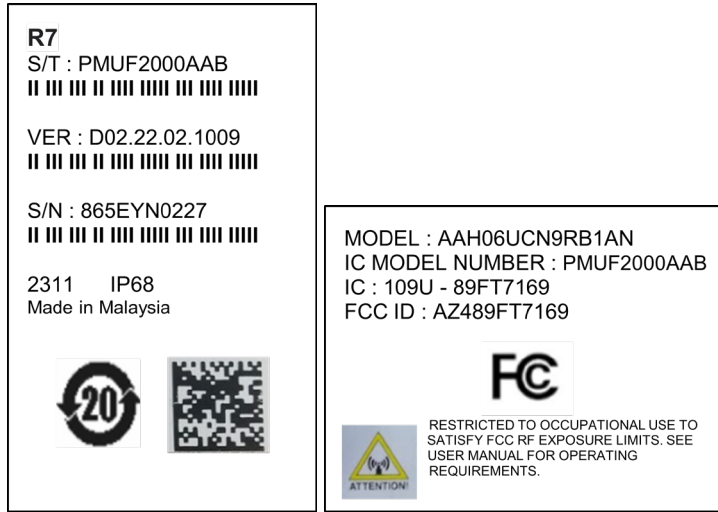 R7
S/T : PMUF2000AAB
VER : D02.22.02.1009
S/N : 865EYN0227
2311 IP68
Made in Malaysia
20
MODEL : AAH06UCN9RB1AN
IC MODEL NUMBER : PMUF2000AAB
IC : 109U - 89FT7169
FCC ID : AZ489FT7169
FC
RESTRICTED TO OCCUPATIONAL USE TO
SATISFY FCC RF EXPOSURE LIMITS. SEE
USER MANUAL FOR OPERATING
REQUIREMENTS.
ATTENTION!